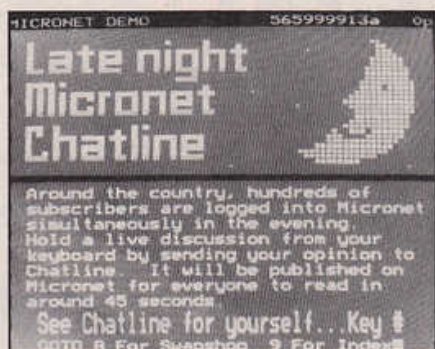 MICRONET DEMO 565999913a 0p
Late night
Micronet
Chatline
Around the country, hundreds of
subscribers are logged into Micronet
simultaneously in the evening.
Hold a live discussion from your
keyboard by sending your opinion to
Chatline. It will be published on
Micronet for everyone to read in
around 45 seconds
See Chatline for yourself...Key #
GOTO 8 For Swapshop 9 For Index